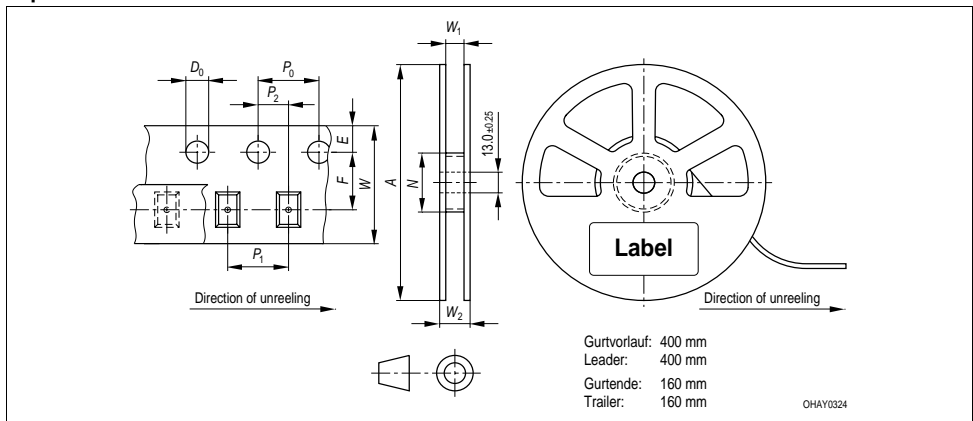 W1
D0
P0
P2
E
F
W
A
N
13.0 ±0.25
P1
W2
Label
Direction of unreeling
Direction of unreeling
Gurtvorlauf: 400 mm
Leader: 400 mm
Gurtende: 160 mm
Trailer: 160 mm
OHAY0324